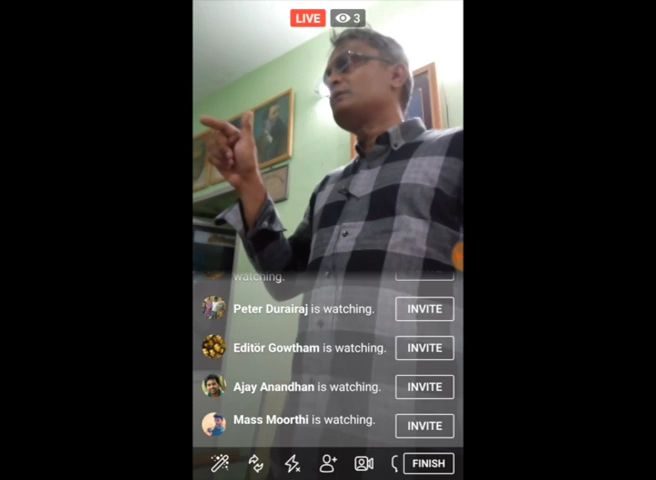 LIVE 3
watching.
Peter Durairaj is watching. INVITE
Editör Gowtham is watching. INVITE
Ajay Anandhan is watching. INVITE
Mass Moorthi is watching. INVITE
FINISH